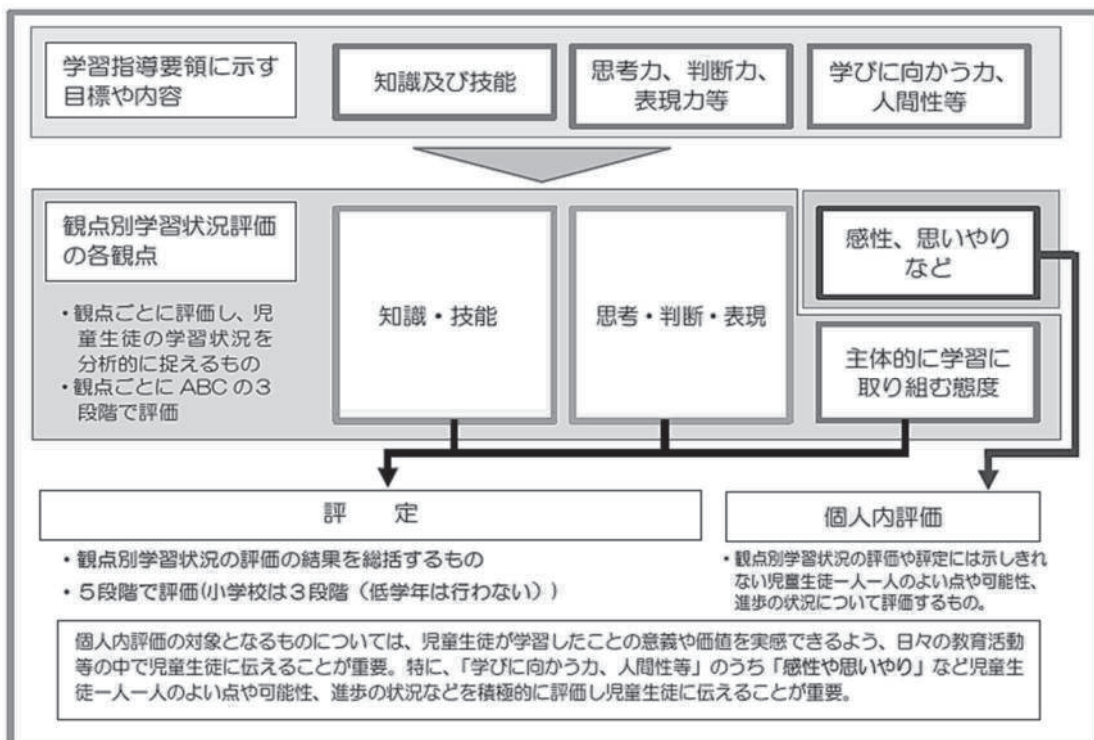 学習指導要領に示す
目標や内容
知識及び技能
思考力、判断力、
表現力等
学びに向かう力、
人間性等
観点別学習状況評価
の各観点
・観点ごとに評価し、児
童生徒の学習状況を
分析的に捉えるもの
・観点ごとに ABC の3
段階で評価
知識・技能
思考・判断・表現
感性、思いやり
など
主体的に学習に
取り組む態度
評 定
・観点別学習状況の評価の結果を総括するもの
・5段階で評価(小学校は3段階（低学年は行わない）)
個人内評価
・観点別学習状況の評価や評定には示しきれ
ない児童生徒一人一人のよい点や可能性、
進歩の状況について評価するもの。
個人内評価の対象となるものについては、児童生徒が学習したことの意義や価値を実感できるよう、日々の教育活動
等の中で児童生徒に伝えることが重要。特に、「学びに向かう力、人間性等」のうち「感性や思いやり」など児童生
徒一人一人のよい点や可能性、進歩の状況などを積極的に評価し児童生徒に伝えることが重要。